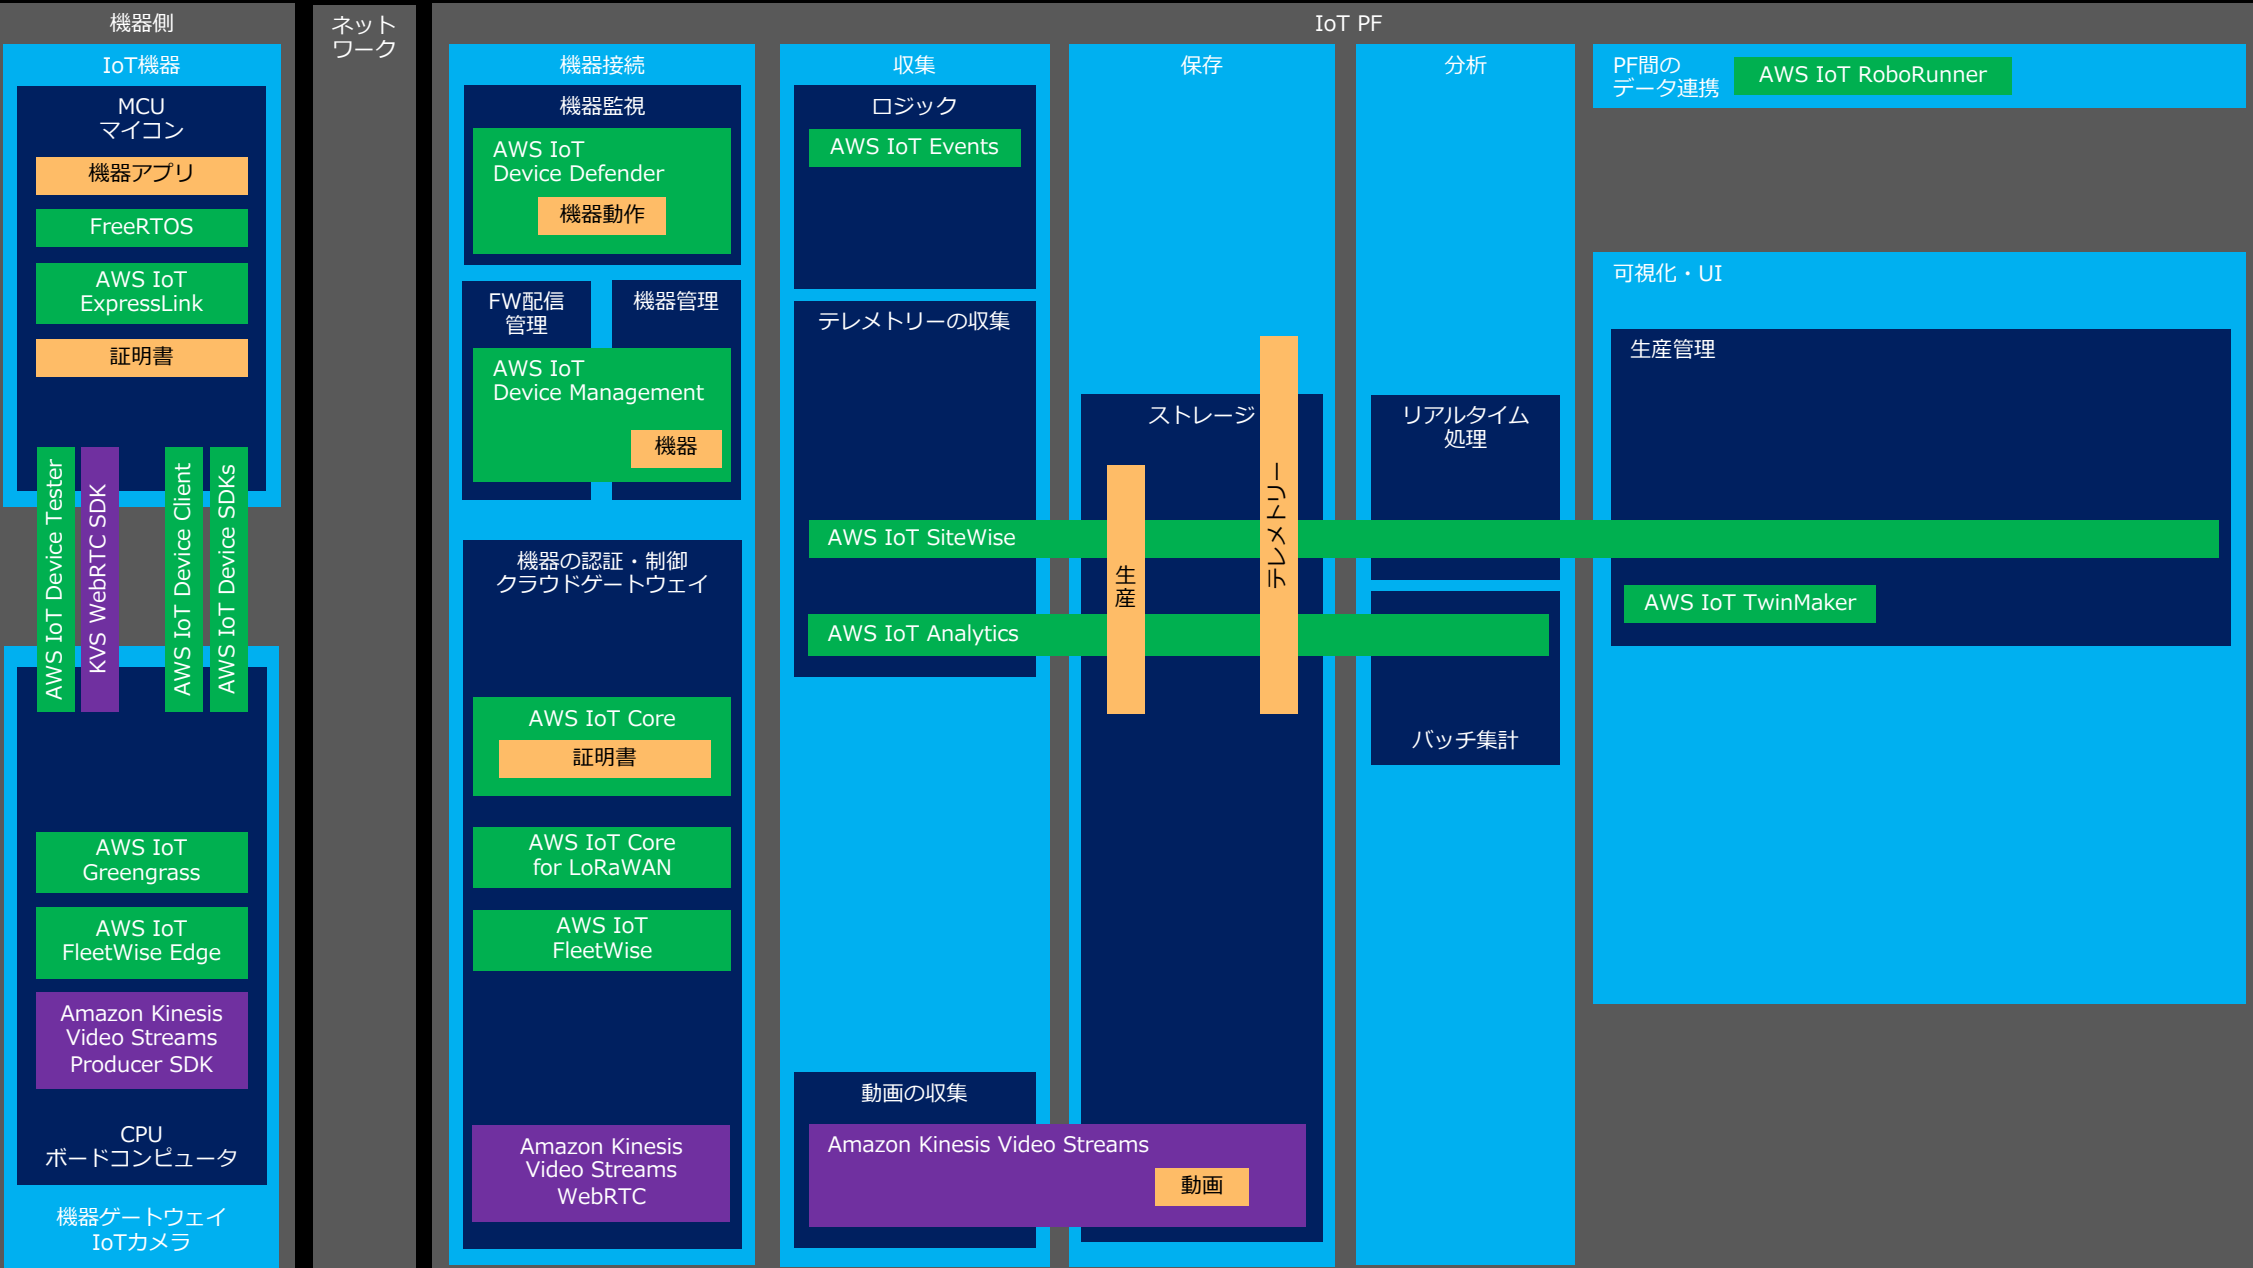 機器側
IoT機器
MCU
マイコン
機器アプリ
FreeRTOS
AWS IoT
ExpressLink
証明書
AWS IoT Device Tester
KVS WebRTC SDK
AWS IoT Device Client
AWS IoT Device SDKs
AWS IoT
Greengrass
AWS IoT
FleetWise Edge
Amazon Kinesis
Video Streams
Producer SDK
CPU
ボードコンピュータ
機器ゲートウェイ
IoTカメラ
ネット
ワーク
IoT PF
機器接続
機器監視
AWS IoT
Device Defender
機器動作
FW配信
管理
機器管理
AWS IoT
Device Management
機器
機器の認証・制御
クラウドゲートウェイ
AWS IoT Core
証明書
AWS IoT Core
for LoRaWAN
AWS IoT
FleetWise
Amazon Kinesis
Video Streams
WebRTC
収集
ロジック
AWS IoT Events
テレメトリーの収集
AWS IoT SiteWise
AWS IoT Analytics
動画の収集
Amazon Kinesis Video Streams
動画
保存
ストレージ
生産
テレメトリー
分析
リアルタイム
処理
バッチ集計
PF間の
データ連携
AWS IoT RoboRunner
可視化・UI
生産管理
AWS IoT TwinMaker